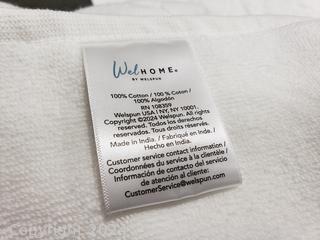 WelHOME®
BY WELSPUN
100% Cotton / 100 % Coton /
100% Algodón
RN 108359
Welspun USA I NY, NY 10001.
Copyright ©2024 Welspun. All rights
reserved. Todos los derechos
reservados. Tous droits réservés.
Made in India. / Fabriqué en Inde. /
Hecho en India.
Customer service contact information /
Coordonnées du service à la clientèle /
Información de contacto del servicio
de atención al cliente:
CustomerService@welspun.com